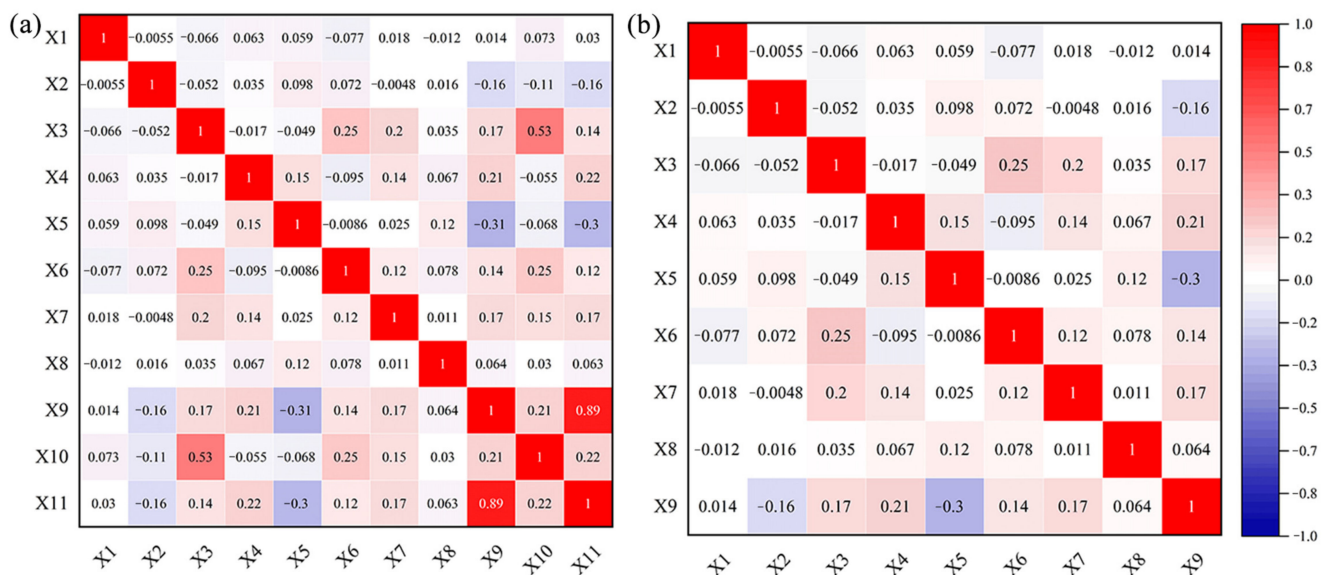 (a)
X1 1 −0.0055 −0.066 0.063 0.059 −0.077 0.018 −0.012 0.014 0.073 0.03
X2 −0.0055 1 −0.052 0.035 0.098 0.072 −0.0048 0.016 −0.16 −0.11 −0.16
X3 −0.066 −0.052 1 −0.017 −0.049 0.25 0.2 0.035 0.17 0.53 0.14
X4 0.063 0.035 −0.017 1 0.15 −0.095 0.14 0.067 0.21 −0.055 0.22
X5 0.059 0.098 −0.049 0.15 1 −0.0086 0.025 0.12 −0.31 −0.068 −0.3
X6 −0.077 0.072 0.25 −0.095 −0.0086 1 0.12 0.078 0.14 0.25 0.12
X7 0.018 −0.0048 0.2 0.14 0.025 0.12 1 0.011 0.17 0.15 0.17
X8 −0.012 0.016 0.035 0.067 0.12 0.078 0.011 1 0.064 0.03 0.063
X9 0.014 −0.16 0.17 0.21 −0.31 0.14 0.17 0.064 1 0.21 0.89
X10 0.073 −0.11 0.53 −0.055 −0.068 0.25 0.15 0.03 0.21 1 0.22
X11 0.03 −0.16 0.14 0.22 −0.3 0.12 0.17 0.063 0.89 0.22 1
X1 X2 X3 X4 X5 X6 X7 X8 X9 X10 X11
(b)
X1 1 −0.0055 −0.066 0.063 0.059 −0.077 0.018 −0.012 0.014
X2 −0.0055 1 −0.052 0.035 0.098 0.072 −0.0048 0.016 −0.16
X3 −0.066 −0.052 1 −0.017 −0.049 0.25 0.2 0.035 0.17
X4 0.063 0.035 −0.017 1 0.15 −0.095 0.14 0.067 0.21
X5 0.059 0.098 −0.049 0.15 1 −0.0086 0.025 0.12 −0.3
X6 −0.077 0.072 0.25 −0.095 −0.0086 1 0.12 0.078 0.14
X7 0.018 −0.0048 0.2 0.14 0.025 0.12 1 0.011 0.17
X8 −0.012 0.016 0.035 0.067 0.12 0.078 0.011 1 0.064
X9 0.014 −0.16 0.17 0.21 −0.3 0.14 0.17 0.064 1
X1 X2 X3 X4 X5 X6 X7 X8 X9
1.0
0.8
0.7
0.5
0.3
0.2
0.0
−0.2
−0.3
−0.5
−0.7
−0.8
−1.0